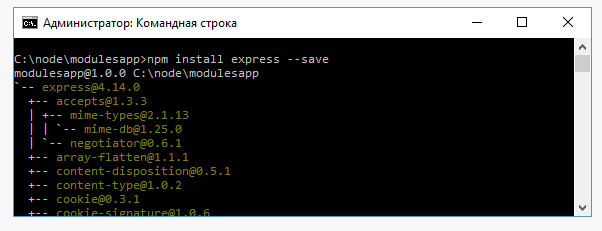 Администратор: Командная строка
C:\node\modulesapp>npm install express --save
modulesapp@1.0.0 C:\node\modulesapp
`-- express@4.14.0
  +-- accepts@1.3.3
  | +-- mime-types@2.1.13
  | | `-- mime-db@1.25.0
  | `-- negotiator@0.6.1
  +-- array-flatten@1.1.1
  +-- content-disposition@0.5.1
  +-- content-type@1.0.2
  +-- cookie@0.3.1
  +-- cookie-signature@1.0.6